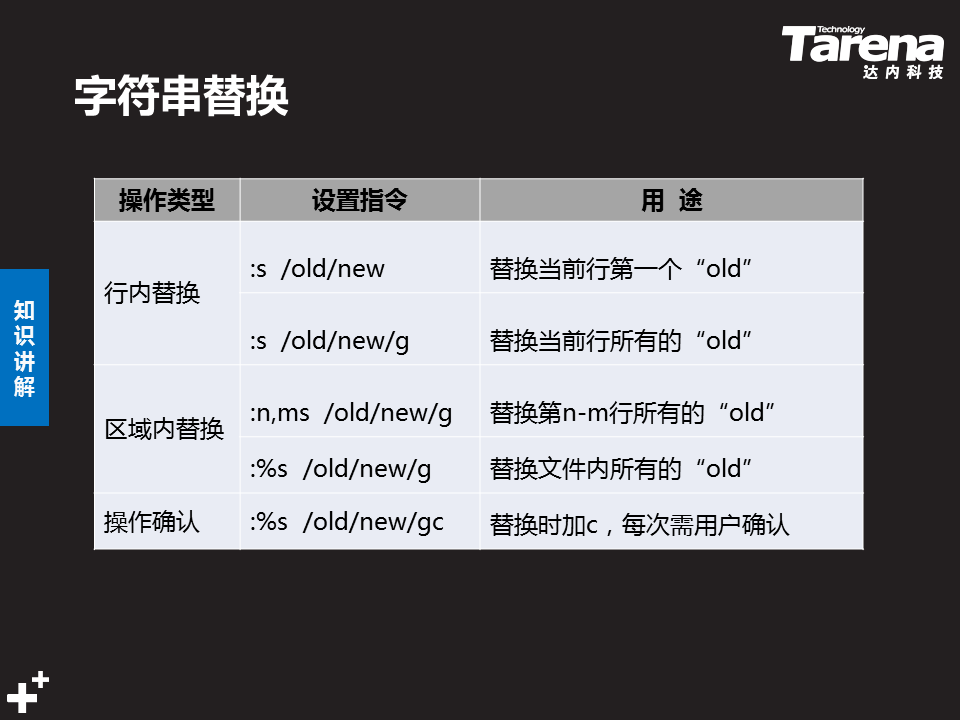 Technology
Tarena
达内科技
字符串替换
操作类型 设置指令 用 途
行内替换
:s /old/new 替换当前行第一个“old”
:s /old/new/g 替换当前行所有的“old”
区域内替换
:n,ms /old/new/g 替换第n-m行所有的“old”
:%s /old/new/g 替换文件内所有的“old”
操作确认 :%s /old/new/gc 替换时加c，每次需用户确认
知
识
讲
解